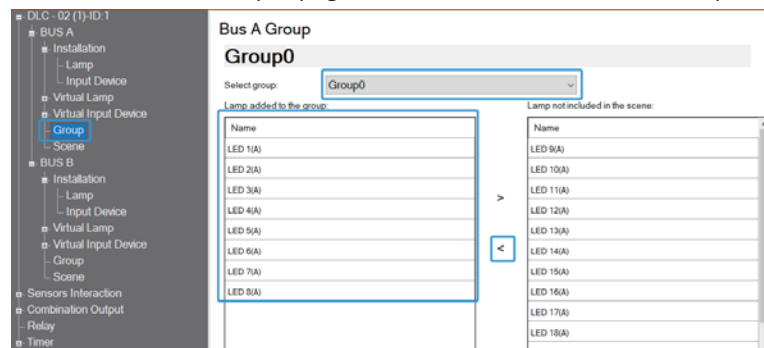 DLC - 02 (1)-ID:1
BUS A
Installation
Lamp
Input Device
Virtual Lamp
Virtual Input Device
Group
Scene
BUS B
Installation
Lamp
Input Device
Virtual Lamp
Virtual Input Device
Group
Scene
Sensors Interaction
Combination Output
Relay
Timer
Bus A Group
Group0
Select group: Group0
Lamp added to the group:
Name
LED 1(A)
LED 2(A)
LED 3(A)
LED 4(A)
LED 5(A)
LED 6(A)
LED 7(A)
LED 8(A)
>
<
Lamp not included in the scene:
Name
LED 9(A)
LED 10(A)
LED 11(A)
LED 12(A)
LED 13(A)
LED 14(A)
LED 15(A)
LED 16(A)
LED 17(A)
LED 18(A)